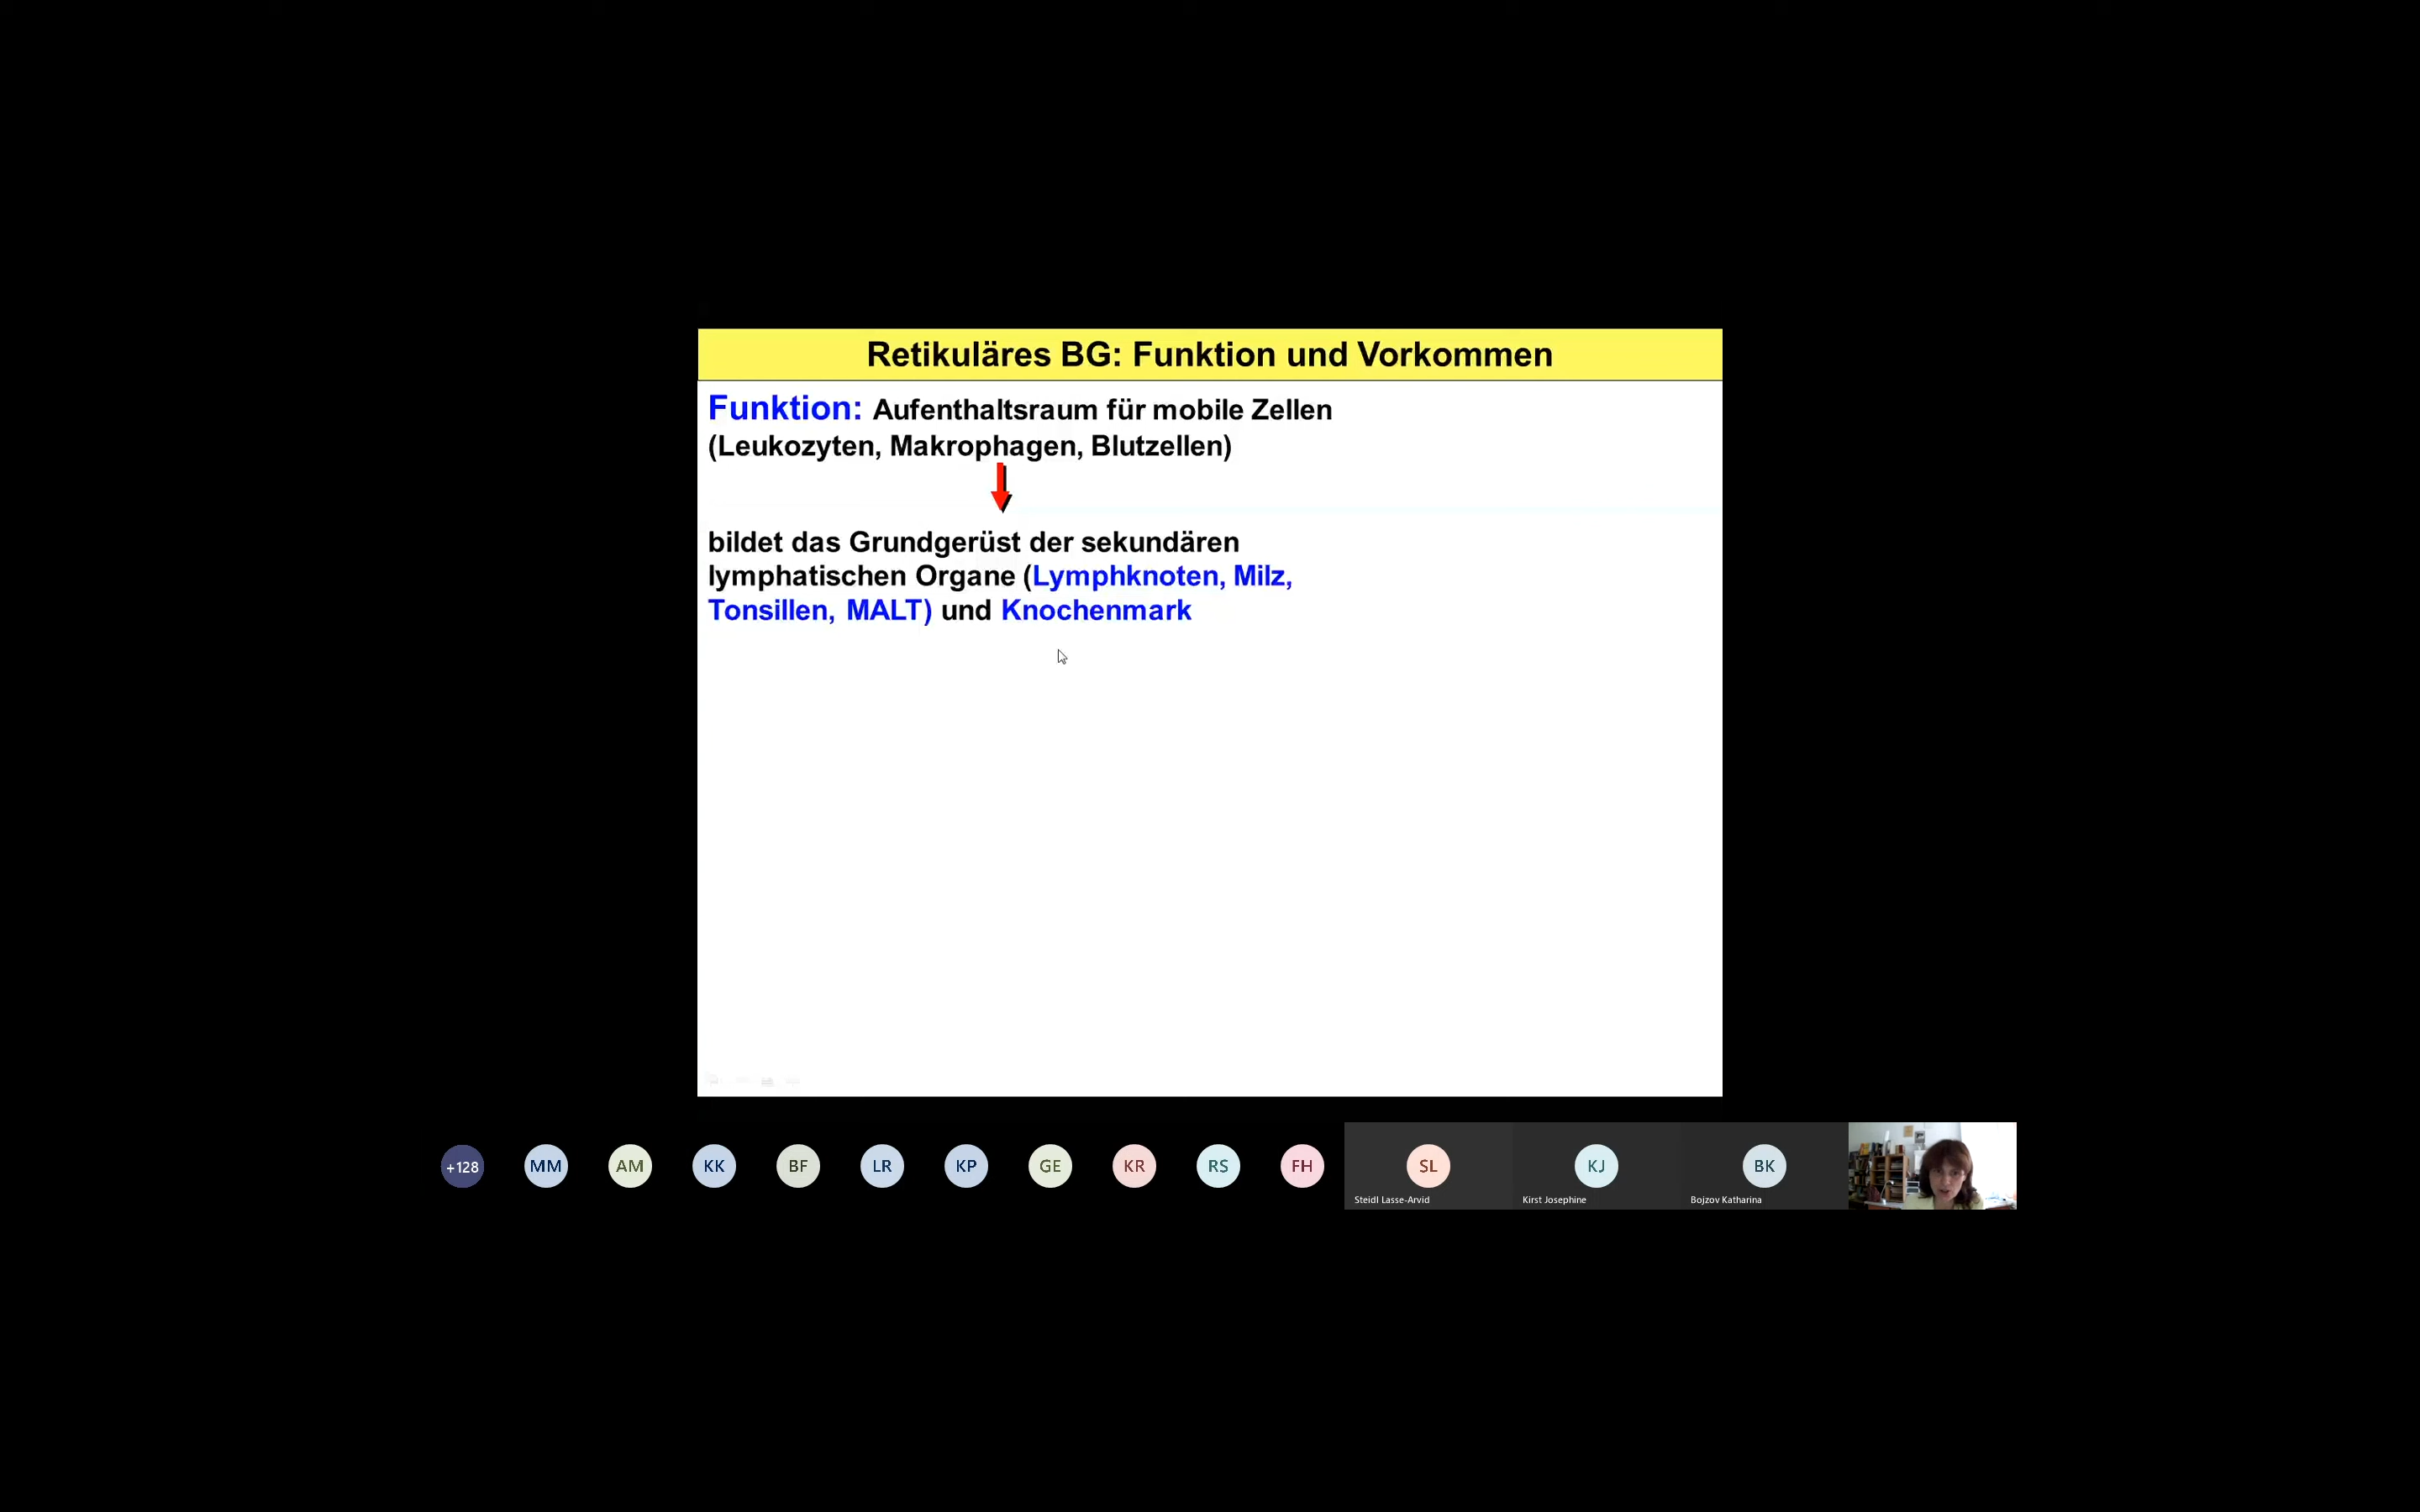 Retikuläres BG: Funktion und Vorkommen
Funktion: Aufenthaltsraum für mobile Zellen
(Leukozyten, Makrophagen, Blutzellen)
bildet das Grundgerüst der sekundären
lymphatischen Organe (Lymphknoten, Milz,
Tonsillen, MALT) und Knochenmark
+128 MM AM KK BF LR KP GE KR RS FH SL KJ BK
Steidl Lasse-Arvid Kirst Josephine Bojzov Katharina